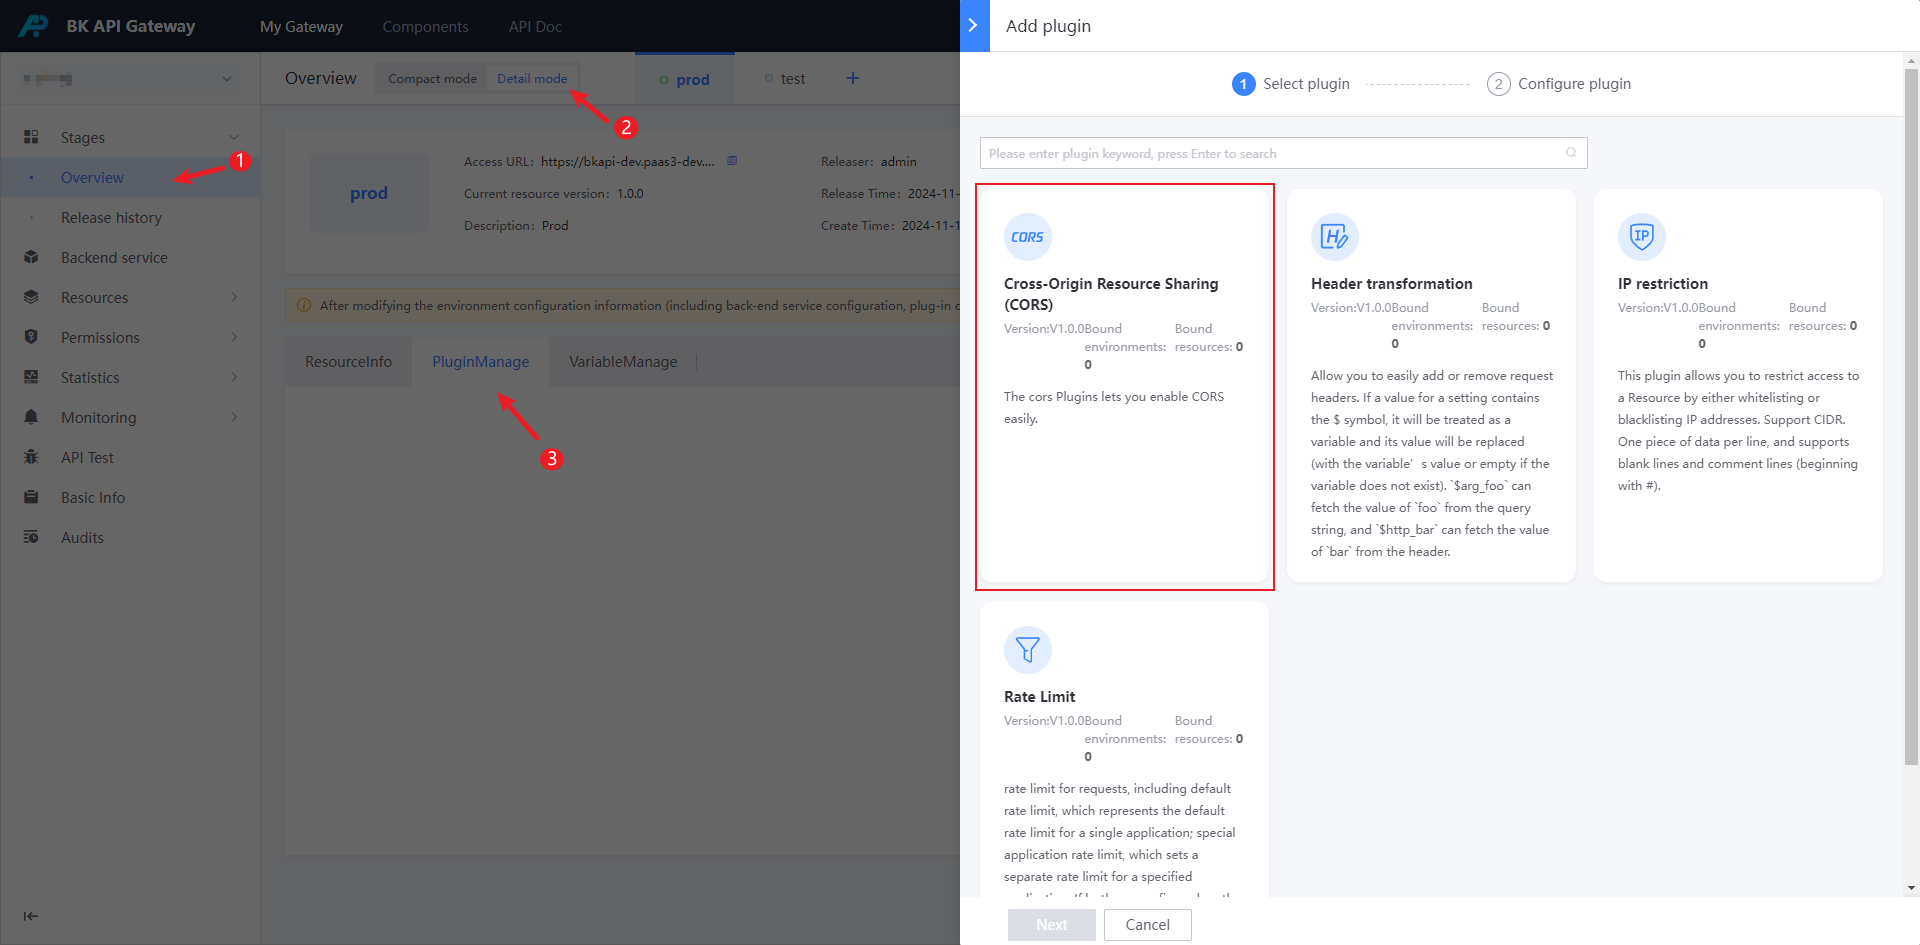 BK API Gateway
My Gateway
Components
API Doc
Overview
Compact mode
Detail mode
prod
test
+
2
Stages
1
Overview
Release history
Backend service
Resources
Permissions
Statistics
Monitoring
API Test
Basic Info
Audits
prod
Access URL: https://bkapi-dev.paas3-dev....
Current resource version: 1.0.0
Description: Prod
Releaser: admin
Release Time: 2024-11-
Create Time: 2024-11-1
After modifying the environment configuration information (including back-end service configuration, plug-in c
ResourceInfo
PluginManage
VariableManage
3
Add plugin
1 Select plugin
2 Configure plugin
Please enter plugin keyword, press Enter to search
CORS
Cross-Origin Resource Sharing
(CORS)
Version:V1.0.0
Bound
environments:
0
Bound
resources: 0
The cors Plugins lets you enable CORS
easily.
H
Header transformation
Version:V1.0.0
Bound
environments:
0
Bound
resources: 0
Allow you to easily add or remove request
headers. If a value for a setting contains
the $ symbol, it will be treated as a
variable and its value will be replaced
(with the variable’s value or empty if the
variable does not exist). `$arg_foo` can
fetch the value of `foo` from the query
string, and `$http_bar` can fetch the value
of `bar` from the header.
IP
IP restriction
Version:V1.0.0
Bound
environments:
0
Bound
resources: 0
This plugin allows you to restrict access to
a Resource by either whitelisting or
blacklisting IP addresses. Support CIDR.
One piece of data per line, and supports
blank lines and comment lines (beginning
with #).
Rate Limit
Version:V1.0.0
Bound
environments:
0
Bound
resources: 0
rate limit for requests, including default
rate limit, which represents the default
rate limit for a single application; special
application rate limit, which sets a
separate rate limit for a specified
Next
Cancel